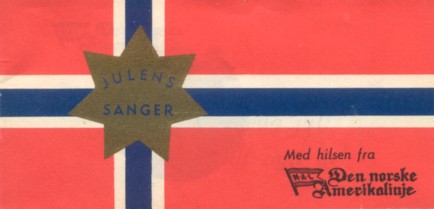 JULENS
SANGER
Med hilsen fra
NAL Den norske
Amerikalinje